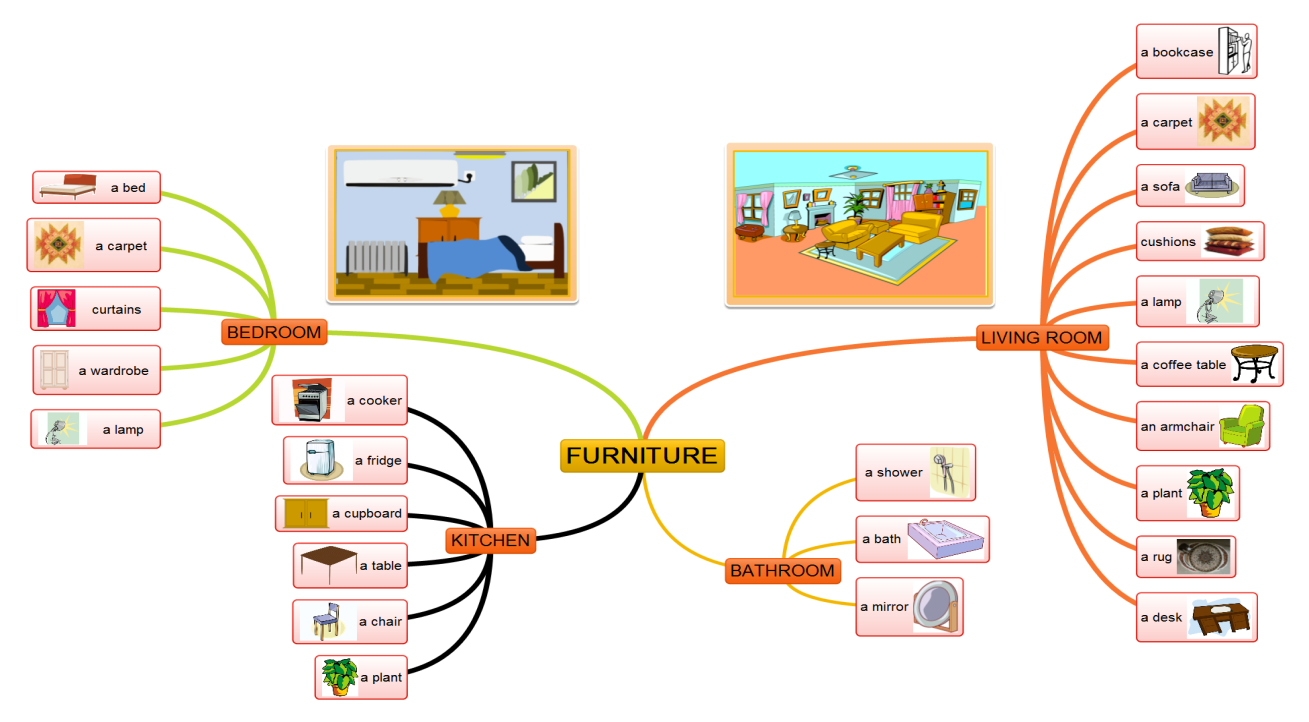 FURNITURE
BEDROOM
a bed
a carpet
curtains
a wardrobe
a lamp
KITCHEN
a cooker
a fridge
a cupboard
a table
a chair
a plant
BATHROOM
a shower
a bath
a mirror
LIVING ROOM
a bookcase
a carpet
a sofa
cushions
a lamp
a coffee table
an armchair
a plant
a rug
a desk